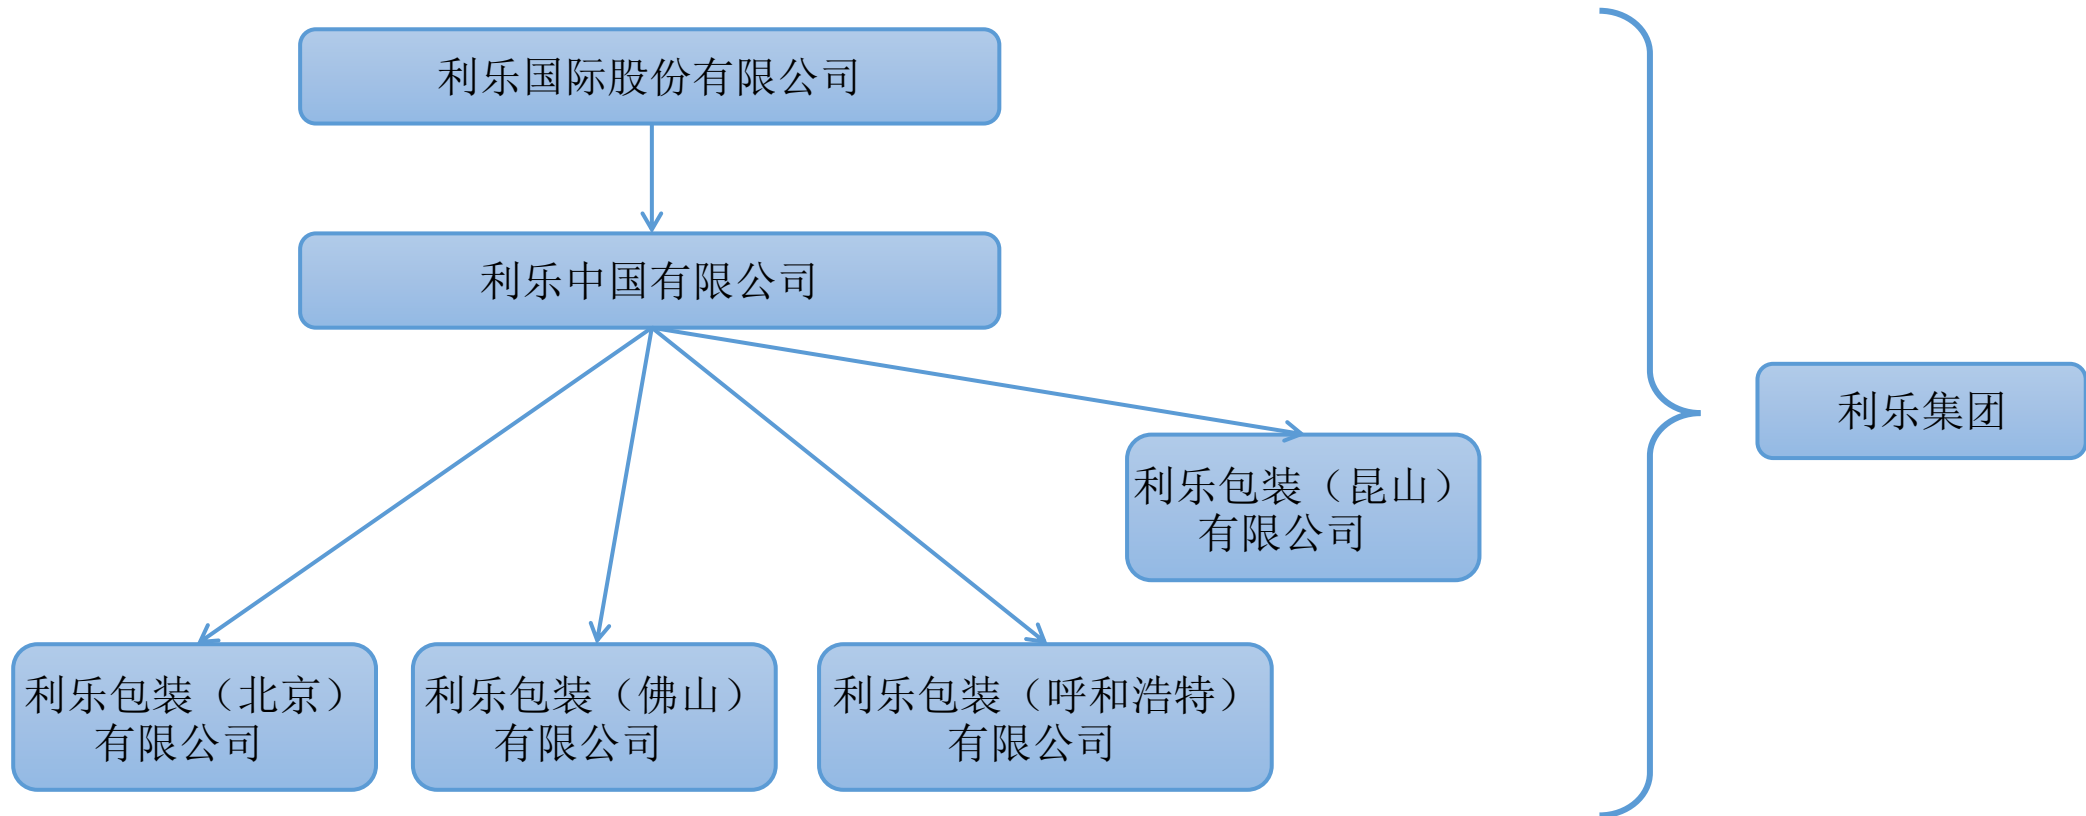 利乐国际股份有限公司
利乐中国有限公司
利乐集团
利乐包装（昆山）
有限公司
利乐包装（北京）
有限公司
利乐包装（佛山）
有限公司
利乐包装（呼和浩特）
有限公司